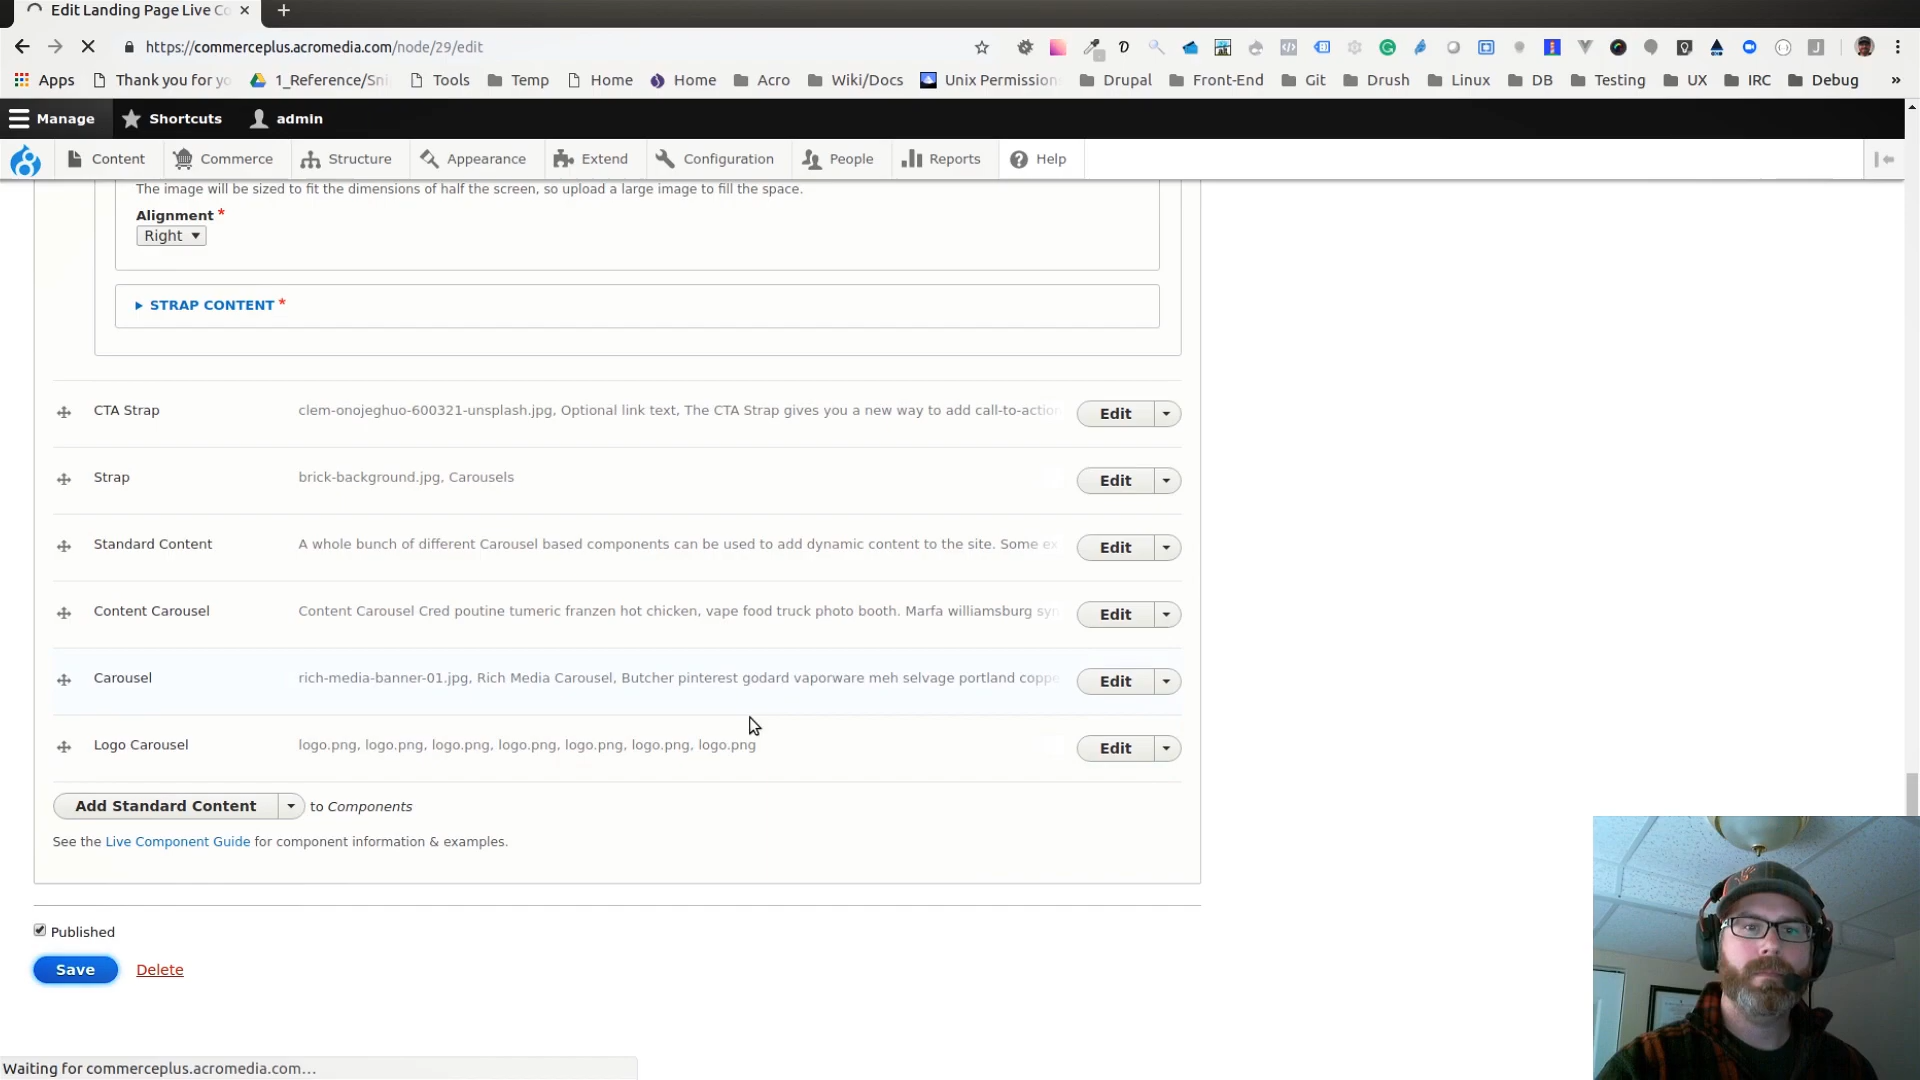 Edit Landing Page Live Co
https://commerceplus.acromedia.com/node/29/edit
Apps Thank you for yo 1_Reference/Sni Tools Temp Home Home Acro Wiki/Docs Unix Permission Drupal Front-End Git Drush Linux DB Testing UX IRC Debug »
Manage Shortcuts admin
Content Commerce Structure Appearance Extend Configuration People Reports Help
The image will be sized to fit the dimensions of half the screen, so upload a large image to fill the space.
Alignment *
Right
STRAP CONTENT *
CTA Strap clem-onojeghuo-600321-unsplash.jpg, Optional link text, The CTA Strap gives you a new way to add call-to-action Edit
Strap brick-background.jpg, Carousels Edit
Standard Content A whole bunch of different Carousel based components can be used to add dynamic content to the site. Some ex Edit
Content Carousel Content Carousel Cred poutine tumeric franzen hot chicken, vape food truck photo booth. Marfa williamsburg syn Edit
Carousel rich-media-banner-01.jpg, Rich Media Carousel, Butcher pinterest godard vaporware meh selvage portland coppe Edit
Logo Carousel logo.png, logo.png, logo.png, logo.png, logo.png, logo.png, logo.png Edit
Add Standard Content to Components
See the Live Component Guide for component information & examples.
Published
Save Delete
Waiting for commerceplus.acromedia.com…